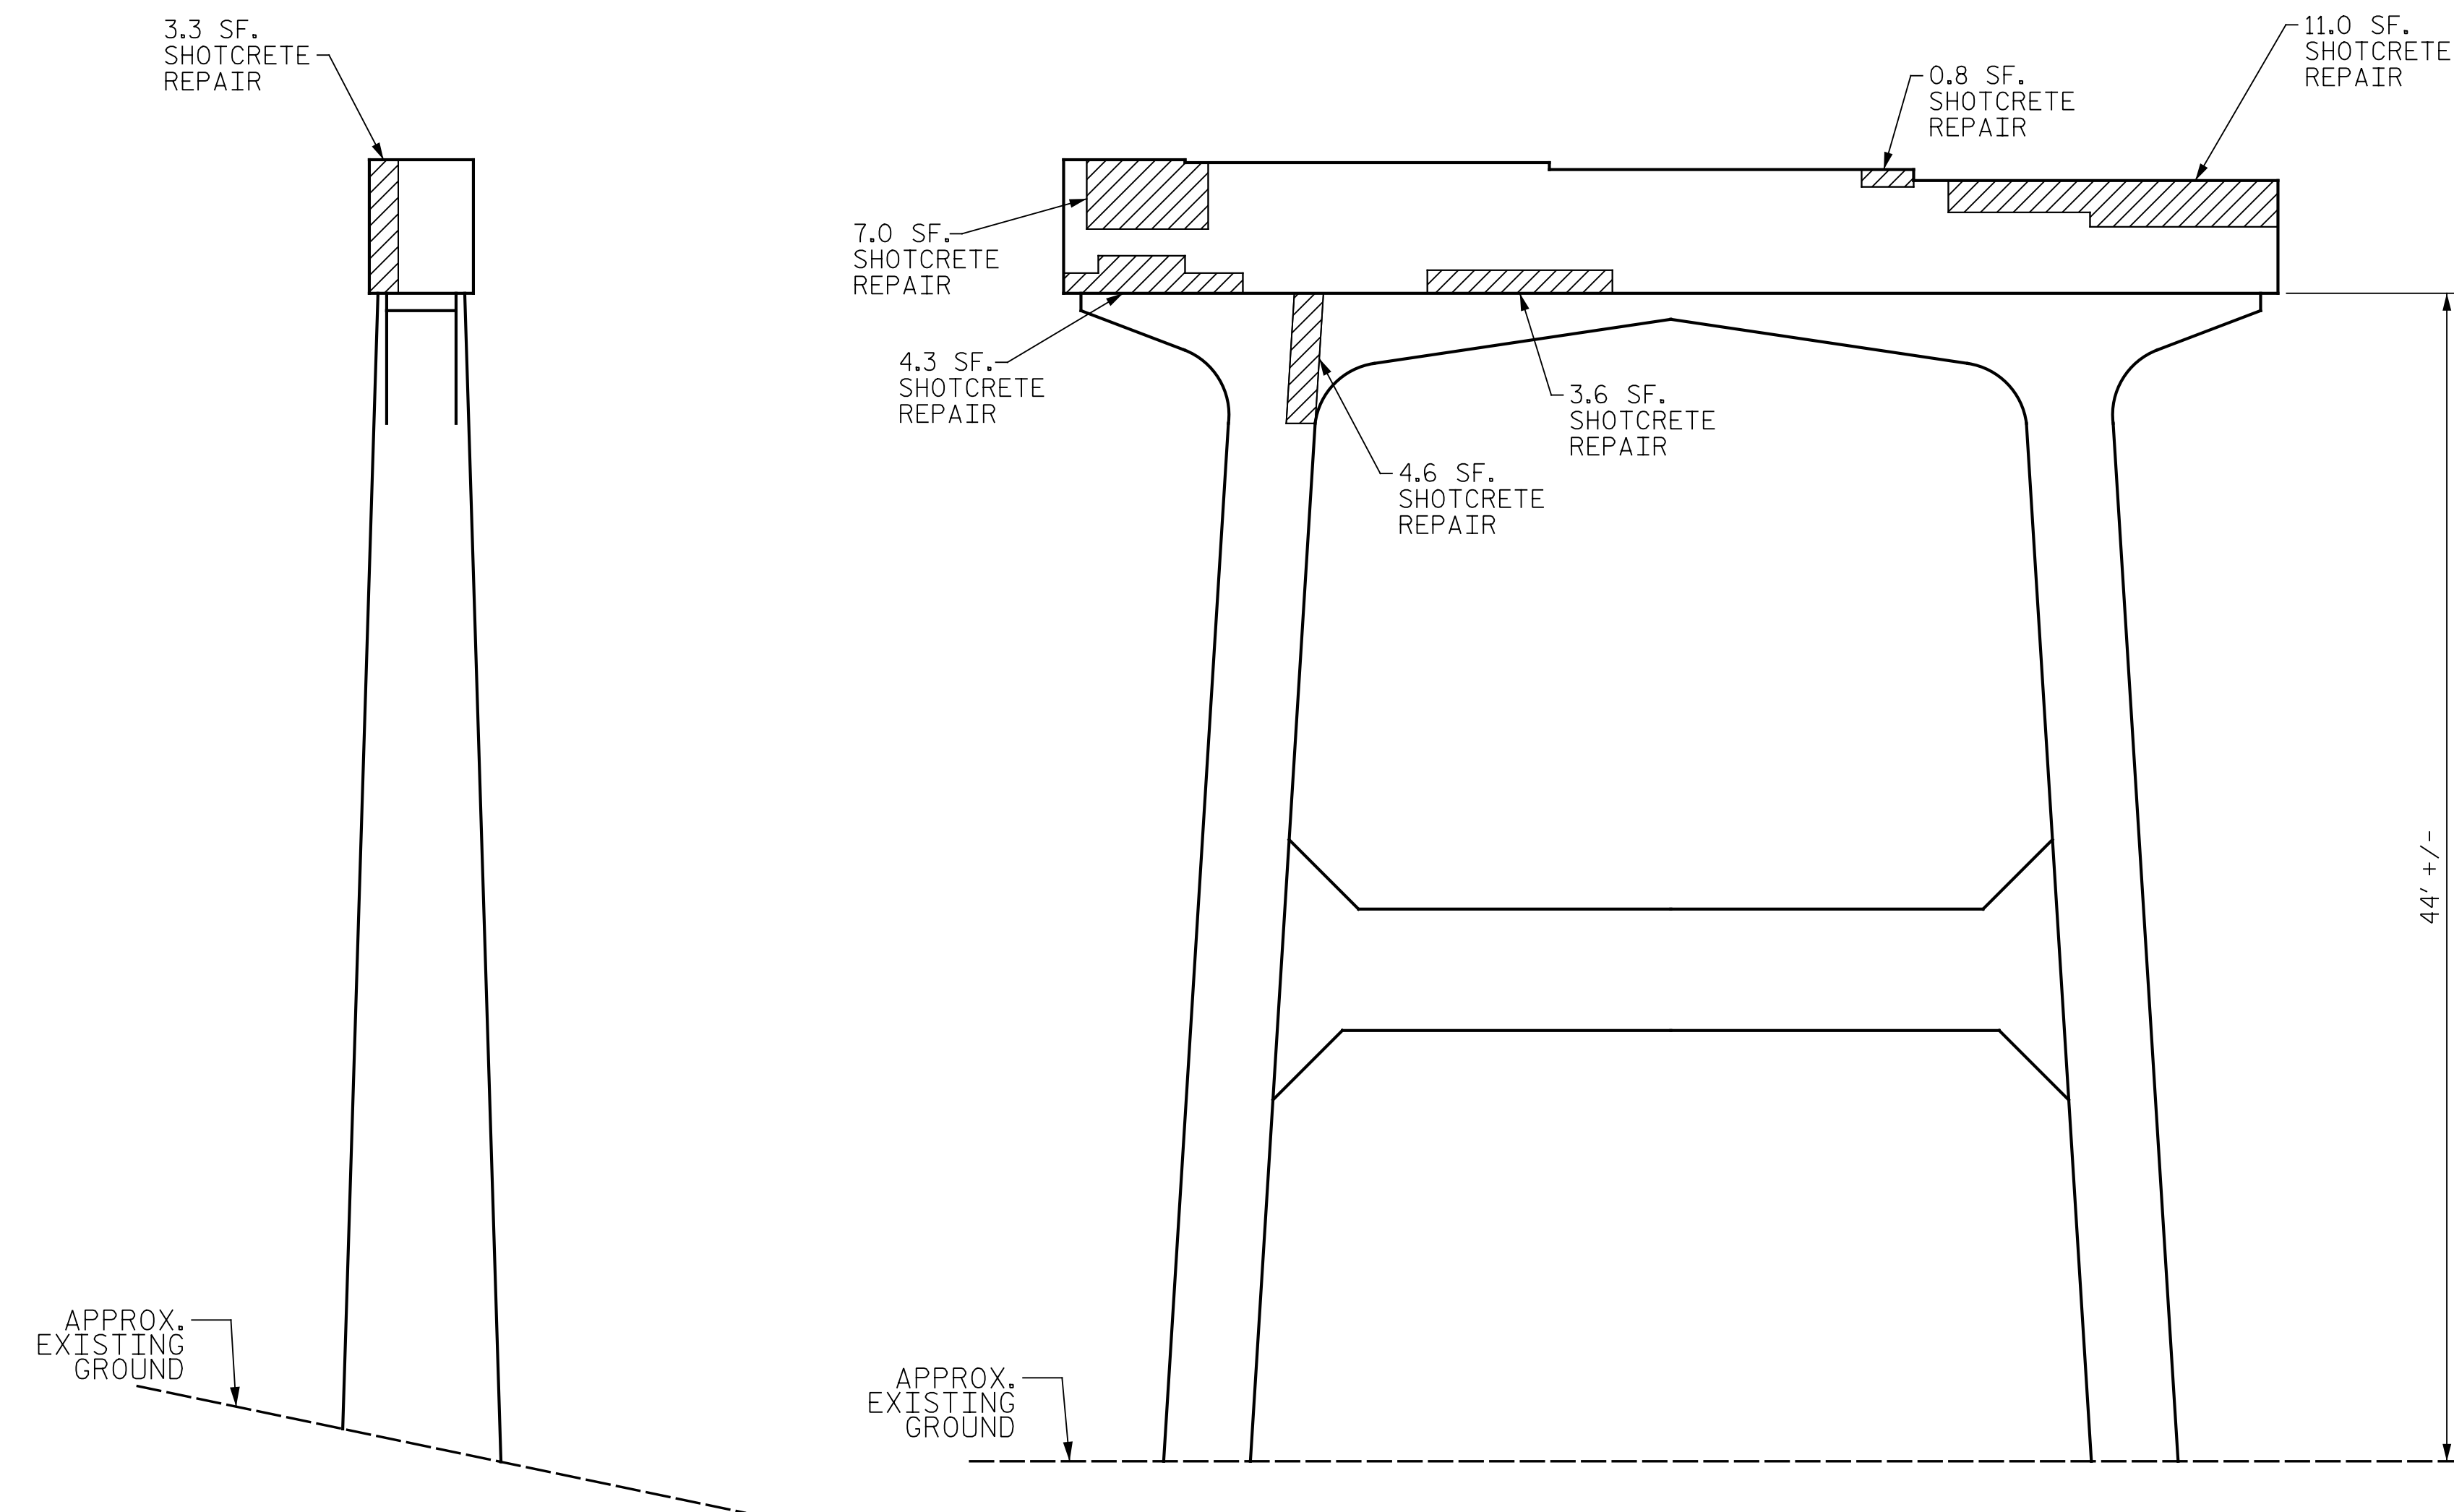 3.3 SF.
SHOTCRETE
REPAIR
11.0 SF.
SHOTCRETE
REPAIR
0.8 SF.
SHOTCRETE
REPAIR
7.0 SF.
SHOTCRETE
REPAIR
4.3 SF.
SHOTCRETE
REPAIR
3.6 SF.
SHOTCRETE
REPAIR
4.6 SF.
SHOTCRETE
REPAIR
44' +/-
APPROX.
EXISTING
GROUND
APPROX.
EXISTING
GROUND